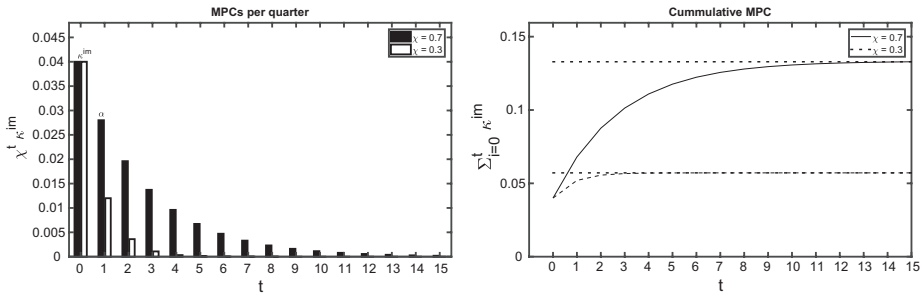 MPCs per quarter
0.045
0.04
0.035
0.03
0.025
0.02
0.015
0.01
0.005
0
χ^t κ^im
κ^im
α
χ = 0.7
χ = 0.3
0 1 2 3 4 5 6 7 8 9 10 11 12 13 14 15
t
Cummulative MPC
0.15
0.1
0.05
0
Σ^t_{i=0} κ^im
χ = 0.7
χ = 0.3
0 1 2 3 4 5 6 7 8 9 10 11 12 13 14 15
t